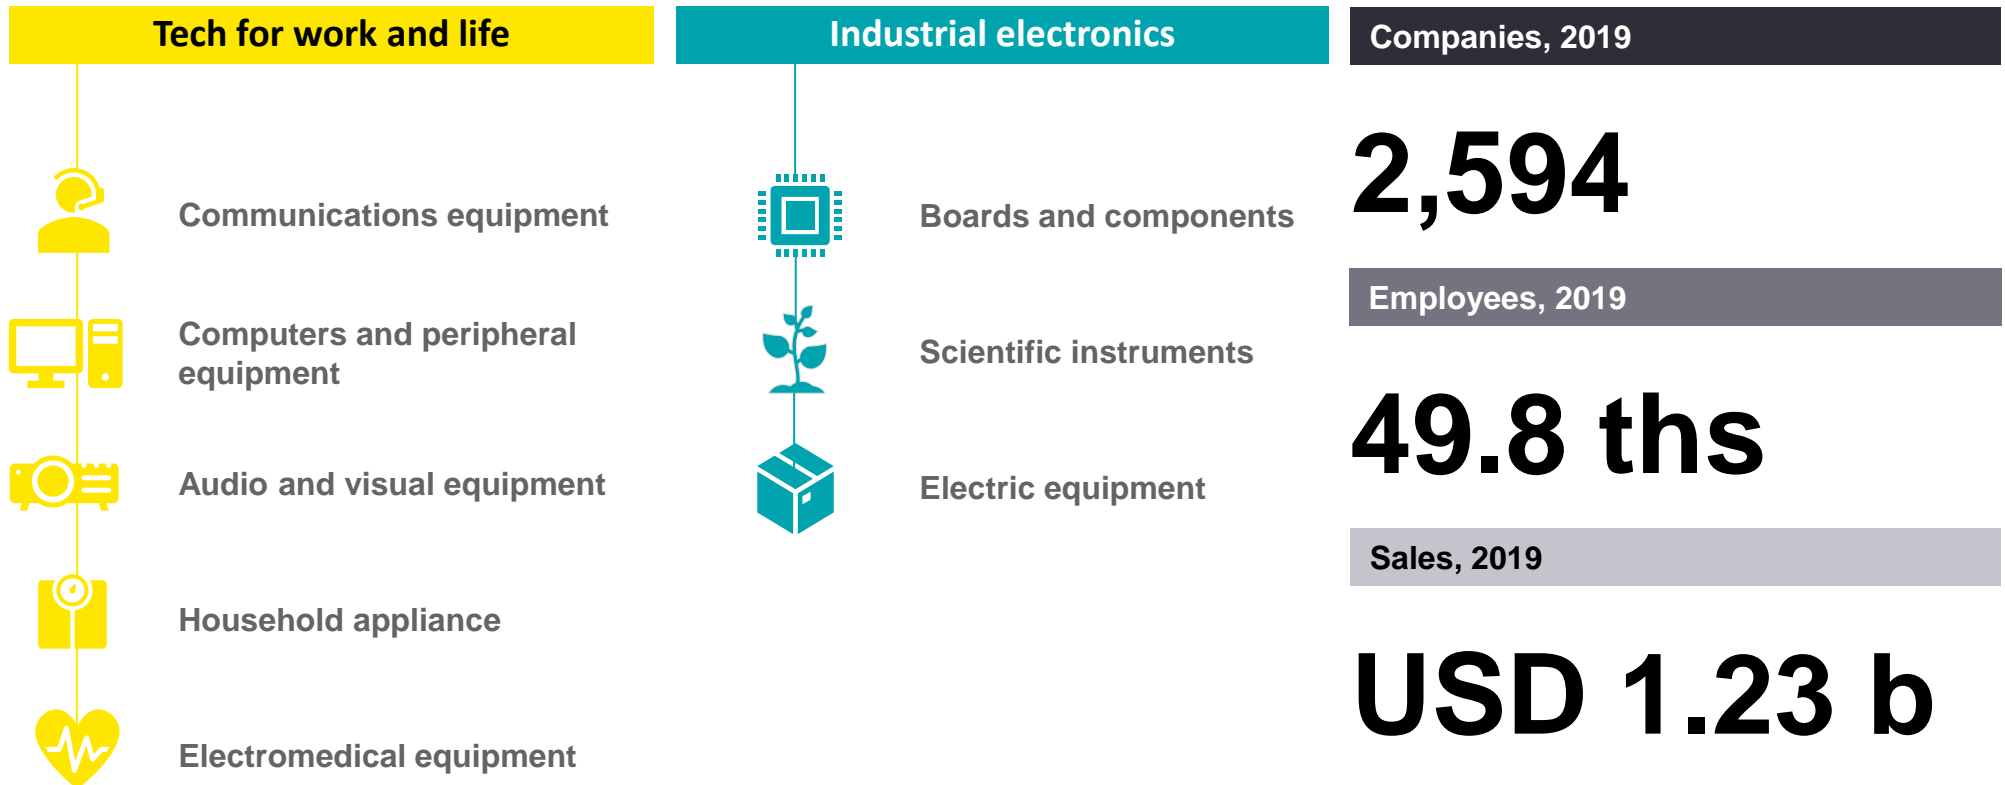 Tech for work and life
Communications equipment
Computers and peripheral
equipment
Audio and visual equipment
Household appliance
Electromedical equipment
Industrial electronics
Boards and components
Scientific instruments
Electric equipment
Companies, 2019
2,594
Employees, 2019
49.8 ths
Sales, 2019
USD 1.23 b